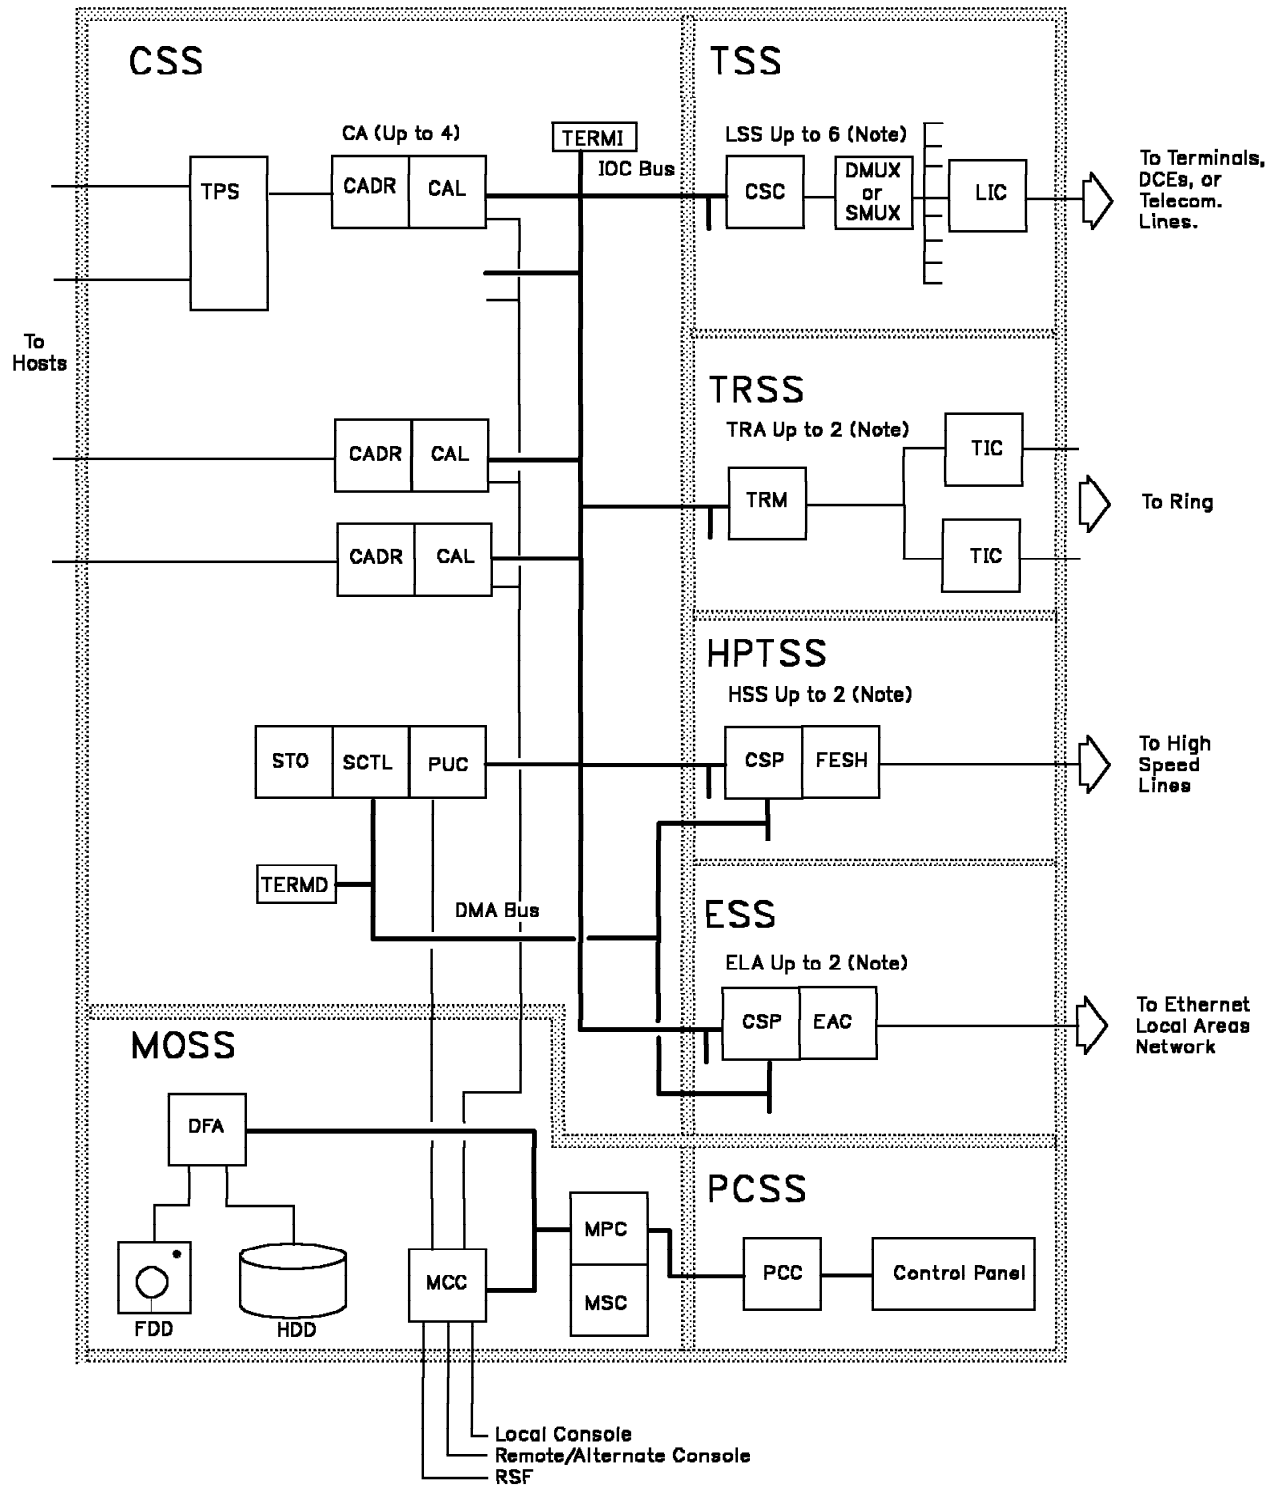 CSS
TSS
CA (Up to 4)
TERMI
IOC Bus
LSS Up to 6 (Note)
TPS
CADR
CAL
CSC
DMUX
or
SMUX
LIC
To Terminals,
DCEs, or
Telecom.
Lines.
To
Hosts
TRSS
TRA Up to 2 (Note)
CADR
CAL
TIC
TRM
To Ring
CADR
CAL
TIC
HPTSS
HSS Up to 2 (Note)
STO
SCTL
PUC
CSP
FESH
To High
Speed
Lines
TERMD
DMA Bus
ESS
ELA Up to 2 (Note)
CSP
EAC
To Ethernet
Local Areas
Network
MOSS
DFA
PCSS
MPC
MSC
MCC
PCC
Control Panel
FDD
HDD
Local Console
Remote/Alternate Console
RSF